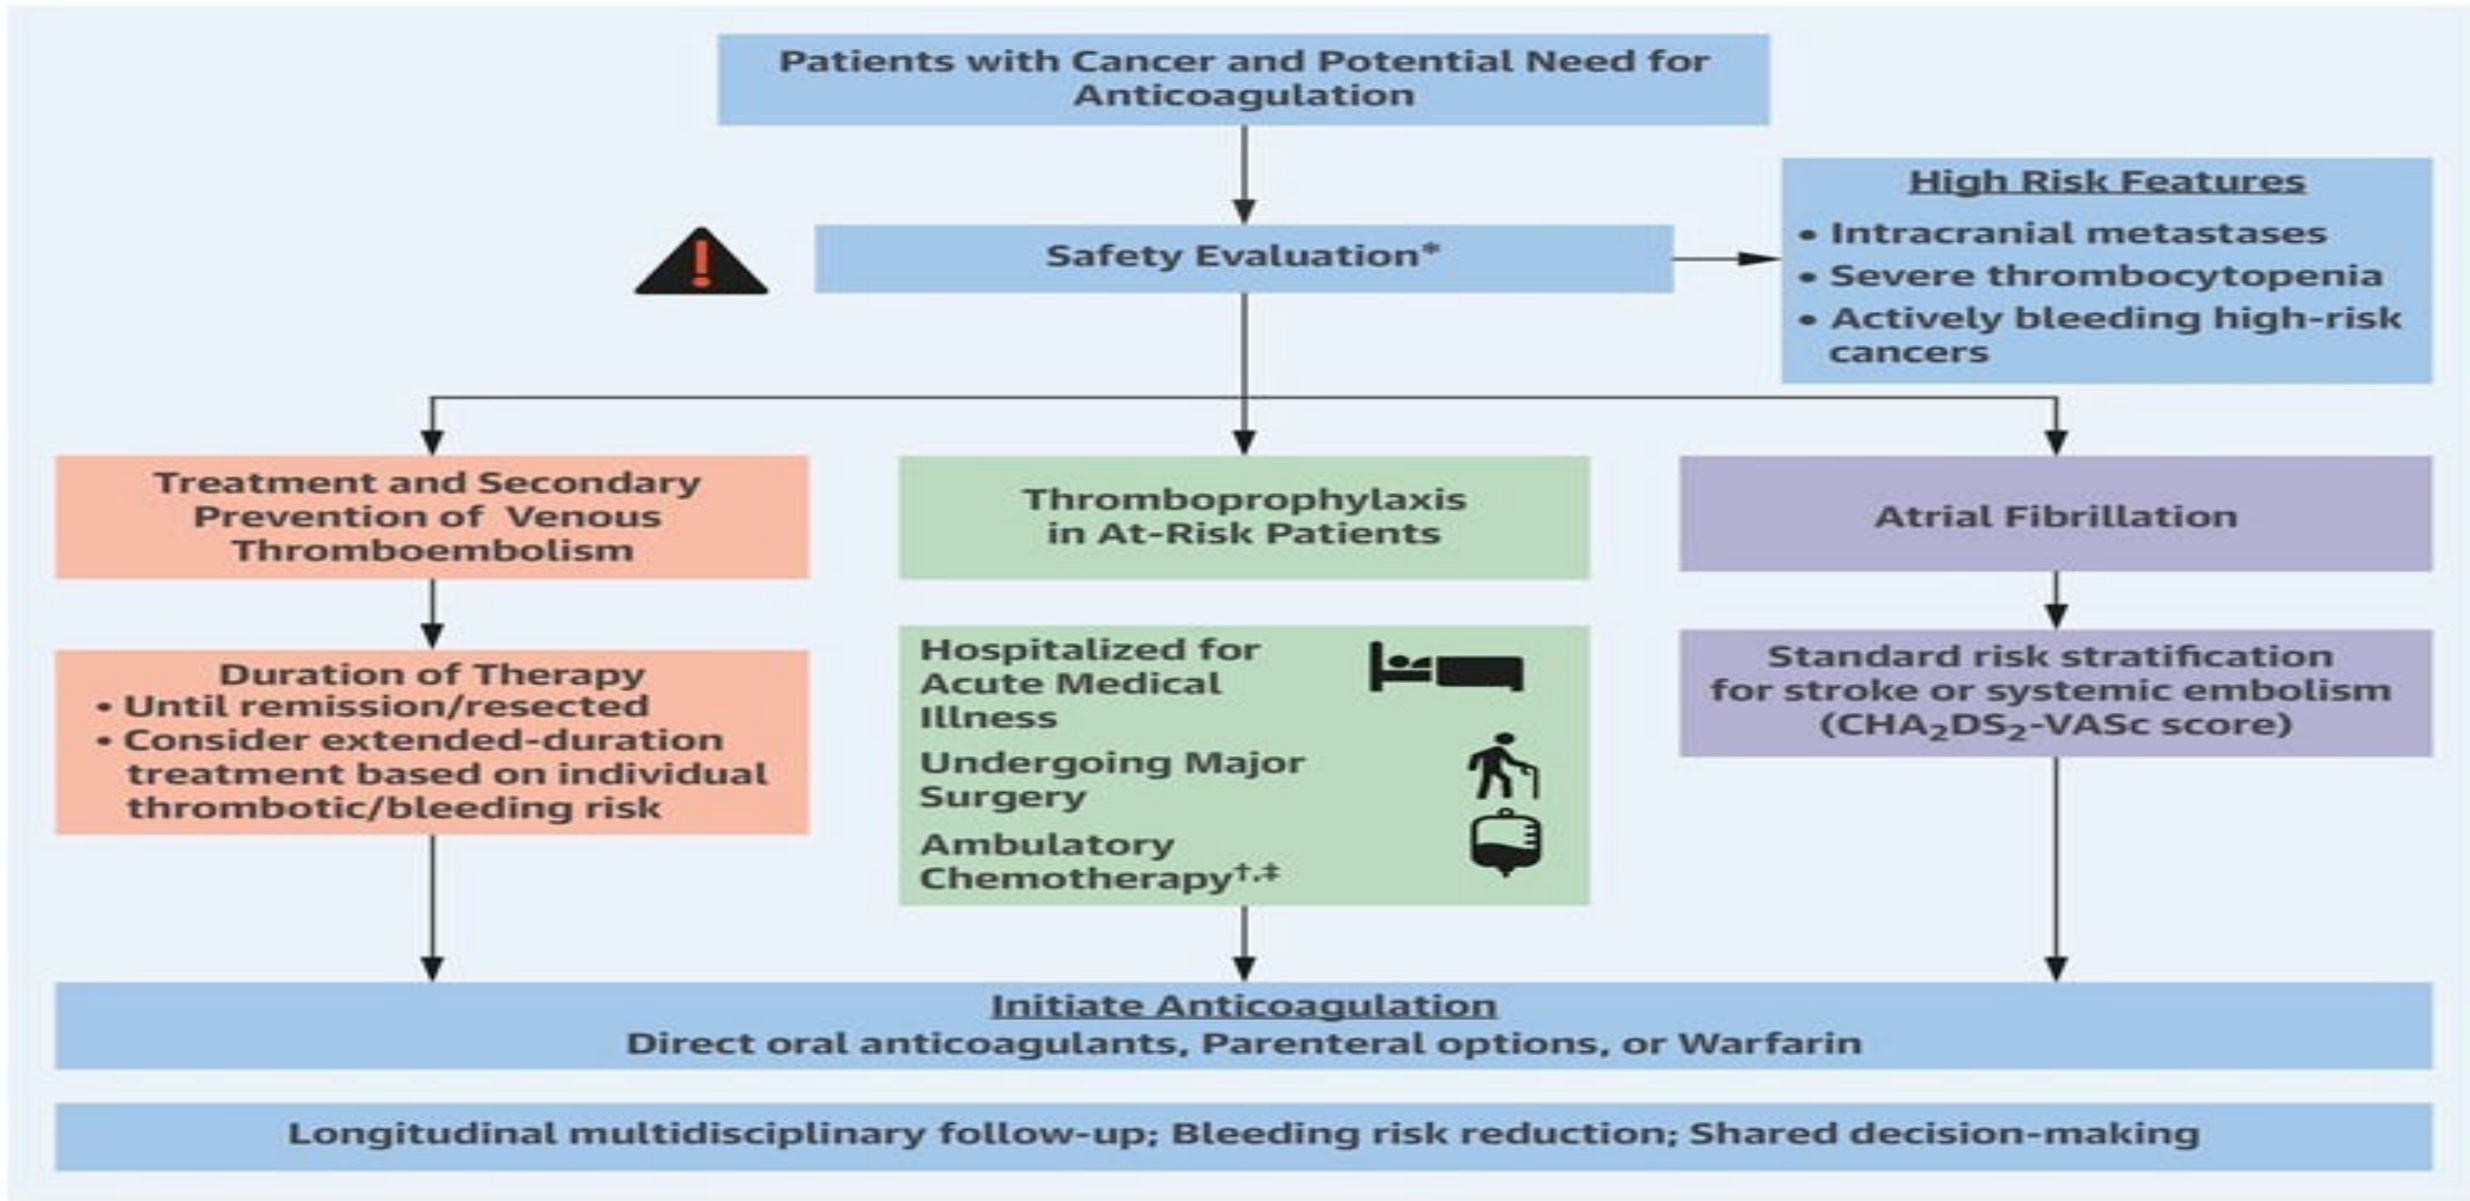 Patients with Cancer and Potential Need for
Anticoagulation
Safety Evaluation*
High Risk Features
• Intracranial metastases
• Severe thrombocytopenia
• Actively bleeding high-risk
cancers
Treatment and Secondary
Prevention of Venous
Thromboembolism
Duration of Therapy
• Until remission/resected
• Consider extended-duration
treatment based on individual
thrombotic/bleeding risk
Thromboprophylaxis
in At-Risk Patients
Hospitalized for
Acute Medical
Illness
Undergoing Major
Surgery
Ambulatory
Chemotherapy†,‡
Atrial Fibrillation
Standard risk stratification
for stroke or systemic embolism
(CHA₂DS₂-VASc score)
Initiate Anticoagulation
Direct oral anticoagulants, Parenteral options, or Warfarin
Longitudinal multidisciplinary follow-up; Bleeding risk reduction; Shared decision-making